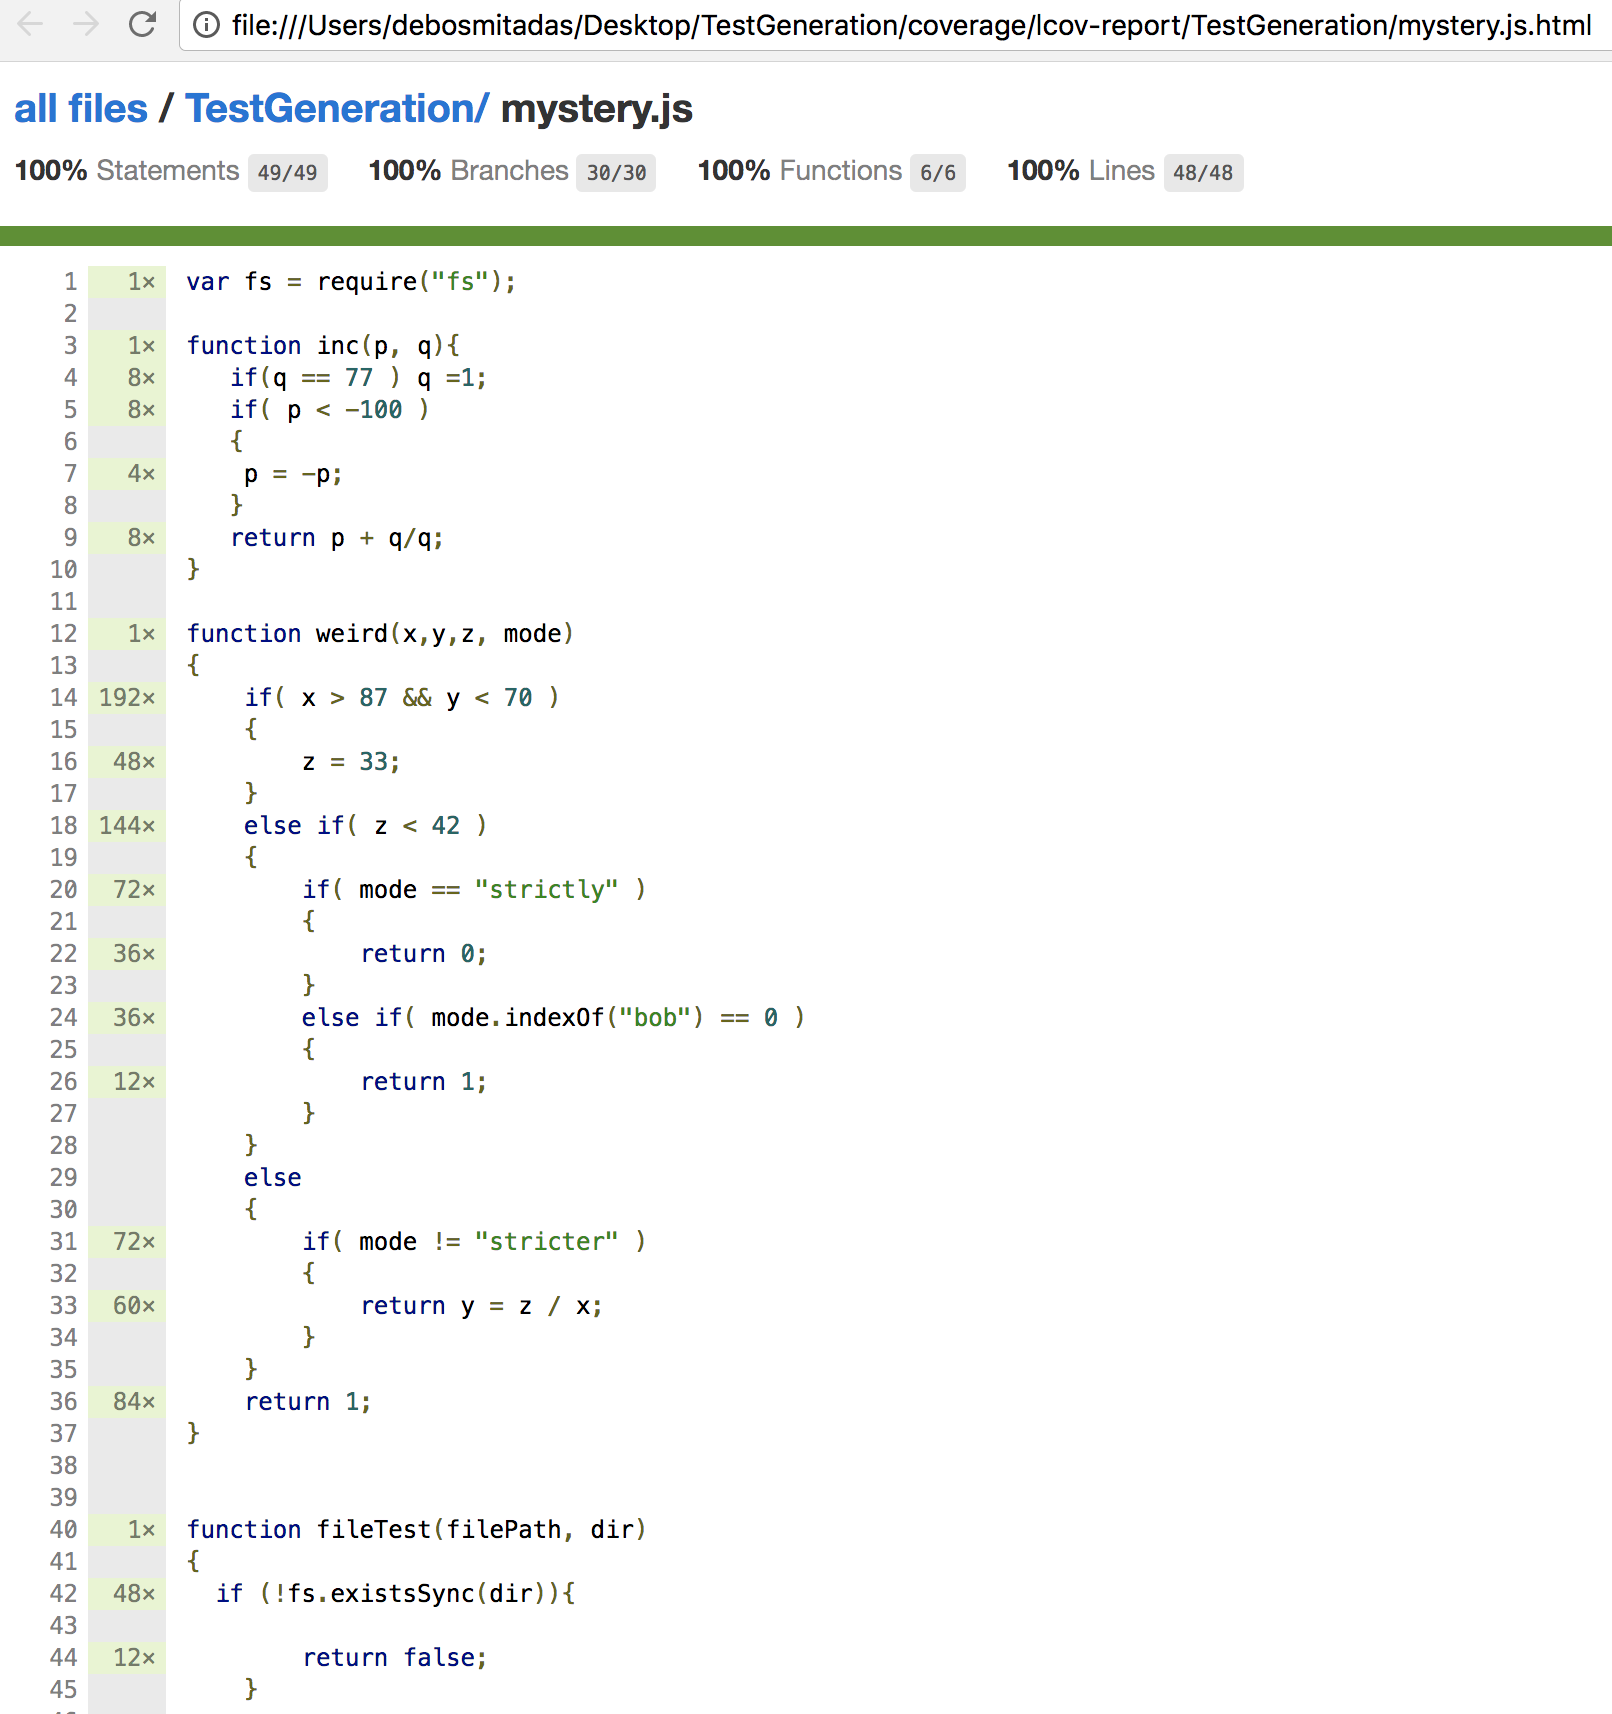 file:///Users/debosmitadas/Desktop/TestGeneration/coverage/lcov-report/TestGeneration/mystery.js.html
all files / TestGeneration/ mystery.js
100% Statements 49/49 100% Branches 30/30 100% Functions 6/6 100% Lines 48/48
1 1× var fs = require("fs");
2
3 1× function inc(p, q){
4 8× if(q == 77 ) q =1;
5 8× if( p < -100 )
6 {
7 4× p = -p;
8 }
9 8× return p + q/q;
10 }
11
12 1× function weird(x,y,z, mode)
13 {
14 192× if( x > 87 && y < 70 )
15 {
16 48× z = 33;
17 }
18 144× else if( z < 42 )
19 {
20 72× if( mode == "strictly" )
21 {
22 36× return 0;
23 }
24 36× else if( mode.indexOf("bob") == 0 )
25 {
26 12× return 1;
27 }
28 }
29 else
30 {
31 72× if( mode != "stricter" )
32 {
33 60× return y = z / x;
34 }
35 }
36 84× return 1;
37 }
38
39
40 1× function fileTest(filePath, dir)
41 {
42 48× if (!fs.existsSync(dir)){
43
44 12× return false;
45 }